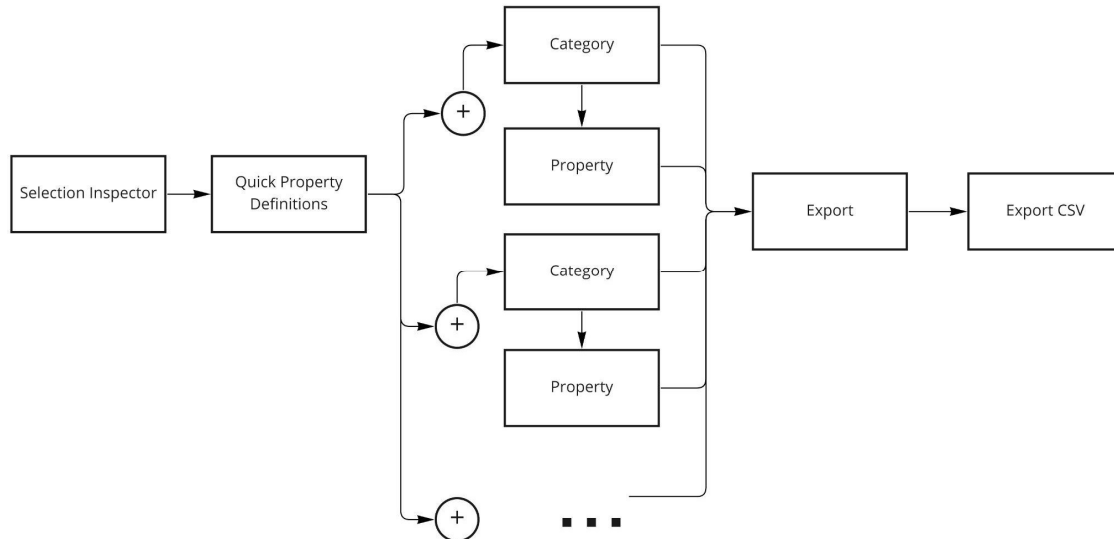 Selection Inspector
Quick Property
Definitions
+
Category
Property
+
Category
Property
+
...
Export
Export CSV